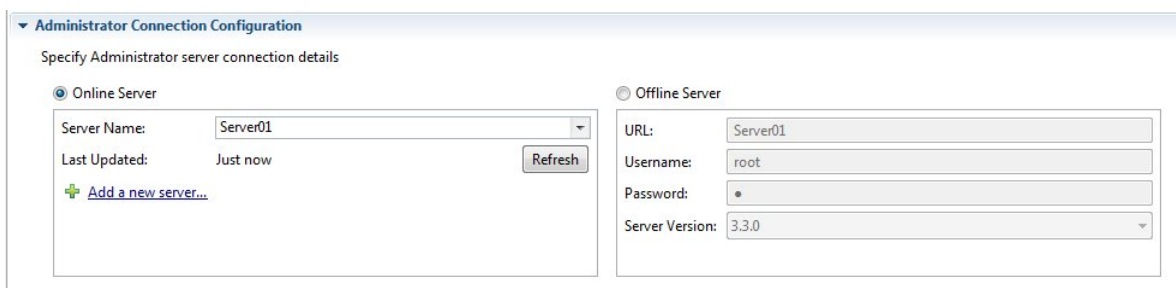 Administrator Connection Configuration
Specify Administrator server connection details
Online Server
Server Name: Server01
Last Updated: Just now Refresh
Add a new server...
Offline Server
URL: Server01
Username: root
Password: •
Server Version: 3.3.0